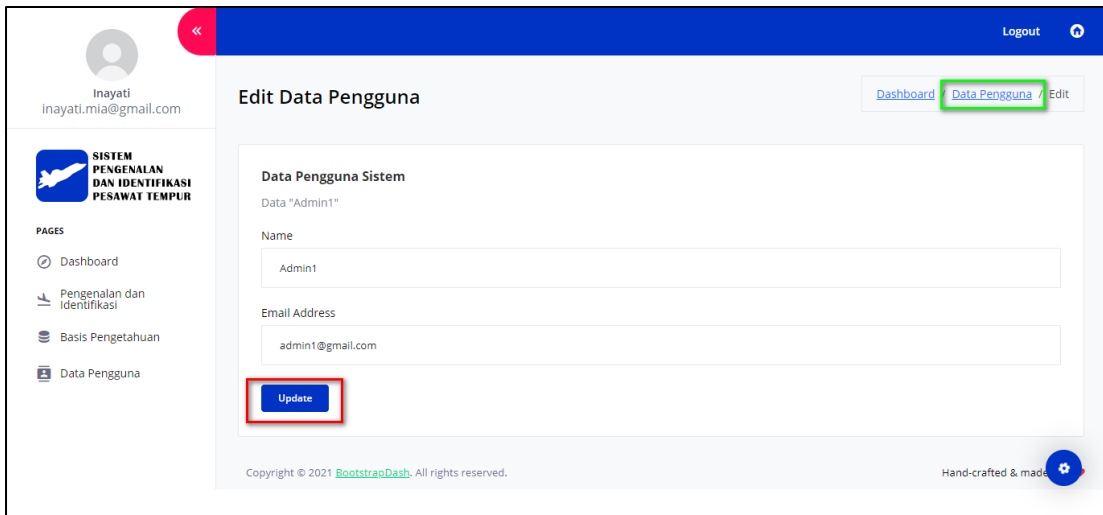 Inayati
inayati.mia@gmail.com
SISTEM
PENGENALAN
DAN IDENTIFIKASI
PESAWAT TEMPUR
PAGES
Dashboard
Pengenalan dan
Identifikasi
Basis Pengetahuan
Data Pengguna
Logout
Edit Data Pengguna
Dashboard / Data Pengguna / Edit
Data Pengguna Sistem
Data "Admin1"
Name
Admin1
Email Address
admin1@gmail.com
Update
Copyright © 2021 BootstrapDash. All rights reserved.
Hand-crafted & made